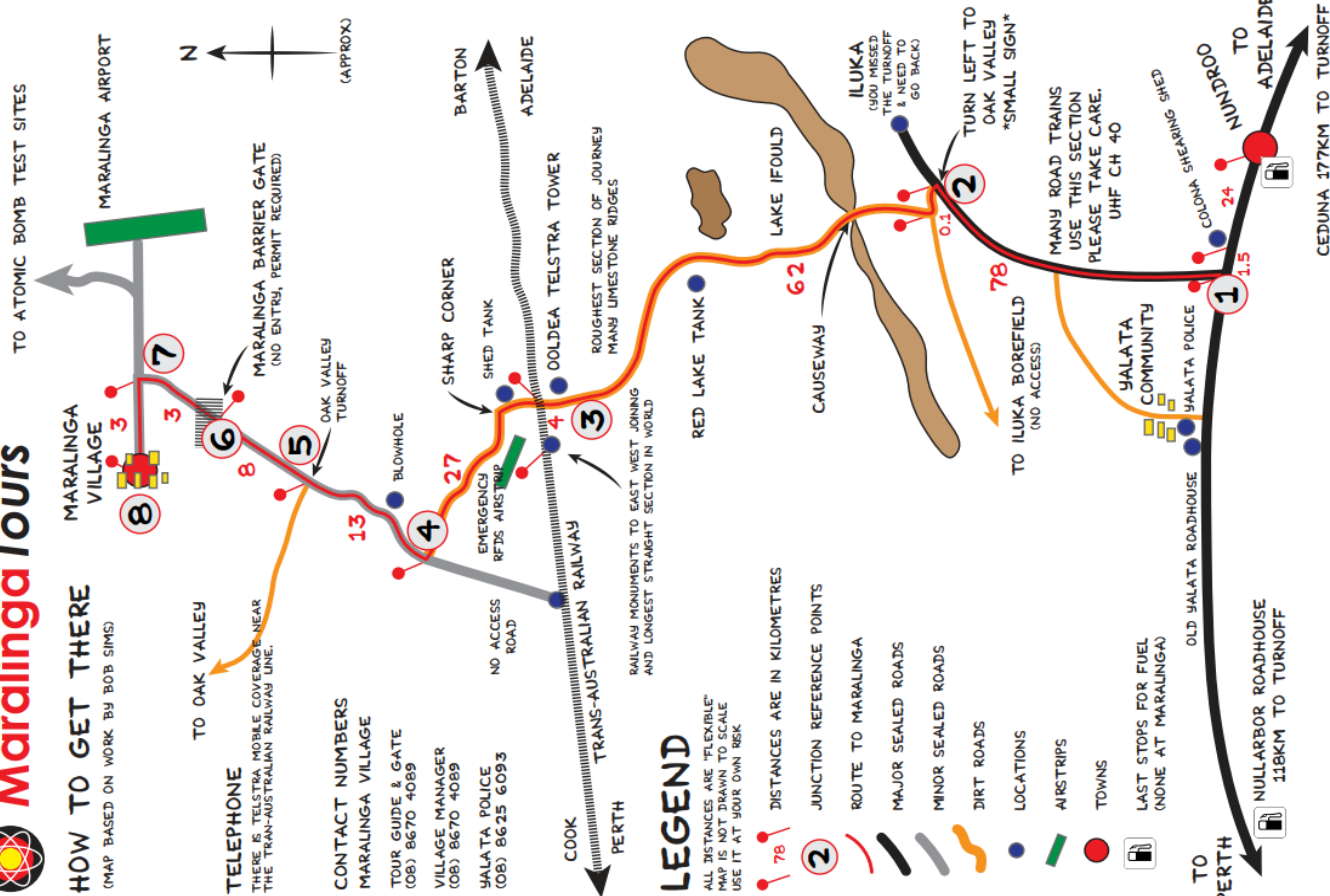 Maralinga Tours
HOW TO GET THERE
(MAP BASED ON WORK BY BOB SIMS)
TELEPHONE
THERE IS TELSTRA MOBILE COVERAGE NEAR
THE TRAN-AUSTRALIAN RAILWAY LINE.
CONTACT NUMBERS
MARALINGA VILLAGE
TOUR GUIDE & GATE
(08) 8670 4089
VILLAGE MANAGER
(08) 8670 4089
YALATA POLICE
(08) 8625 6093
TO ATOMIC BOMB TEST SITES
MARALINGA AIRPORT
N
(APPROX)
MARALINGA
VILLAGE
8
3
7
3
6
MARALINGA BARRIER GATE
(NO ENTRY, PERMIT REQUIRED)
8
5
OAK VALLEY
TURNOFF
TO OAK VALLEY
13
BLOWHOLE
4
27
SHARP CORNER
SHED TANK
EMERGENCY
RFDS AIRSTRIP
NO ACCESS
ROAD
BARTON
ADELAIDE
OOLDEA TELSTRA TOWER
4
3
ROUGHEST SECTION OF JOURNEY
MANY LIMESTONE RIDGES
COOK
PERTH
TRANS-AUSTRALIAN RAILWAY
RAILWAY MONUMENTS TO EAST WEST JOINING
AND LONGEST STRAIGHT SECTION IN WORLD
RED LAKE TANK
LAKE IFOULD
62
CAUSEWAY
ILUKA
(YOU MISSED
THE TURNOFF
& NEED TO
GO BACK)
2
0.1
TURN LEFT TO
OAK VALLEY
*SMALL SIGN*
78
TO ILUKA BOREFIELD
(NO ACCESS)
MANY ROAD TRAINS
USE THIS SECTION
PLEASE TAKE CARE.
UHF CH 40
YALATA
COMMUNITY
YALATA POLICE
OLD YALATA ROADHOUSE
COLONA SHEARING SHED
1
1.5
24
NUNDROO
TO
ADELAIDE
CEDUNA 177KM TO TURNOFF
NULLARBOR ROADHOUSE
118KM TO TURNOFF
TO
PERTH
LEGEND
ALL DISTANCES ARE "FLEXIBLE"
MAP IS NOT DRAWN TO SCALE
USE IT AT YOUR OWN RISK
78
DISTANCES ARE IN KILOMETRES
2
JUNCTION REFERENCE POINTS
ROUTE TO MARALINGA
MAJOR SEALED ROADS
MINOR SEALED ROADS
DIRT ROADS
LOCATIONS
AIRSTRIPS
TOWNS
LAST STOPS FOR FUEL
(NONE AT MARALINGA)